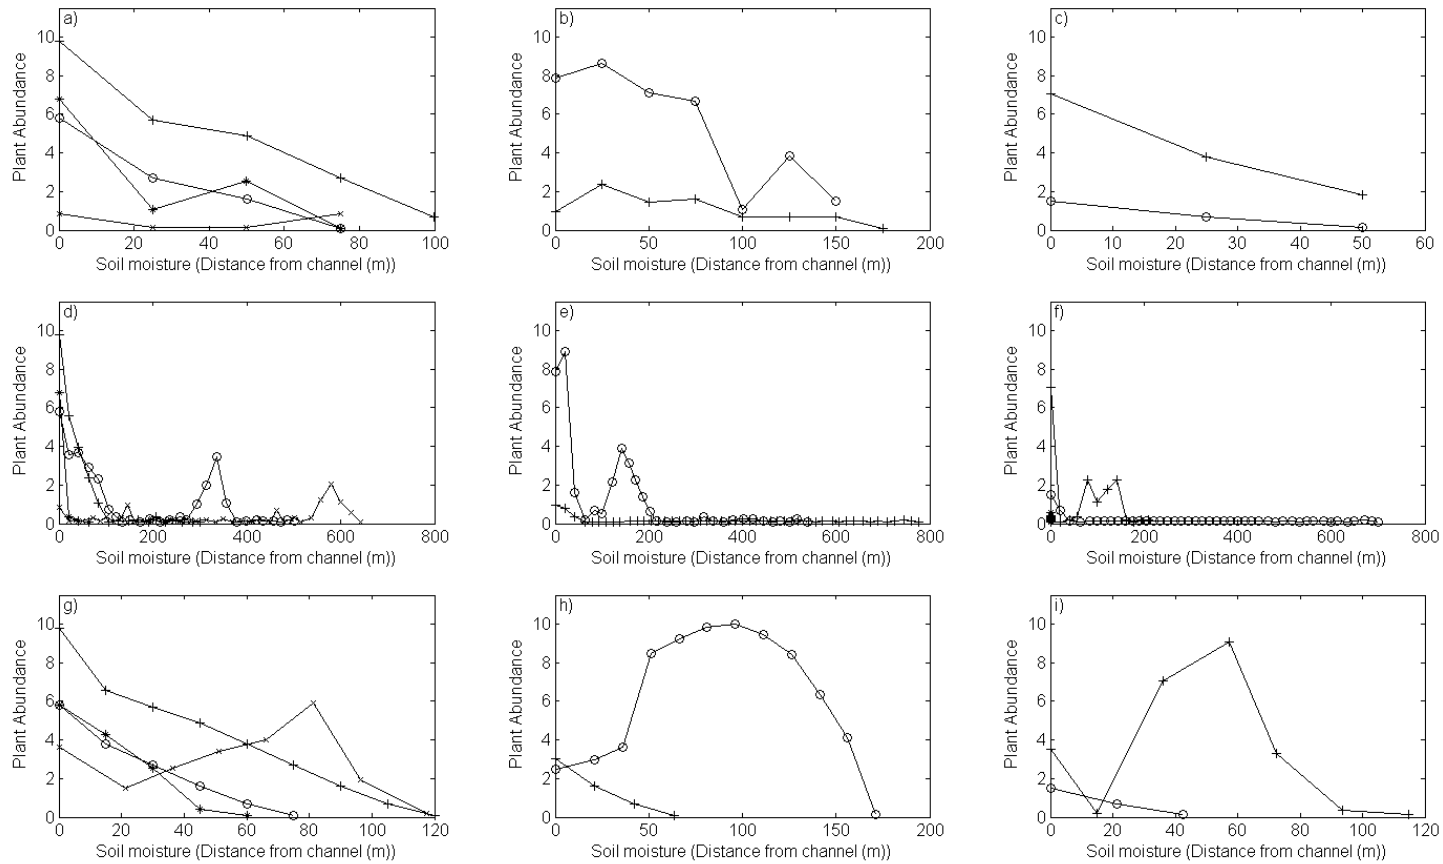 a) b) c)
10 10 10
8 8 8
6 6 6
4 4 4
2 2 2
0 0 0
0 20 40 60 80 100 0 50 100 150 200 0 10 20 30 40 50 60
Plant Abundance Plant Abundance Plant Abundance
Soil moisture (Distance from channel (m)) Soil moisture (Distance from channel (m)) Soil moisture (Distance from channel (m))
d) e) f)
10 10 10
8 8 8
6 6 6
4 4 4
2 2 2
0 0 0
0 200 400 600 800 0 200 400 600 800 0 200 400 600 800
Plant Abundance Plant Abundance Plant Abundance
Soil moisture (Distance from channel (m)) Soil moisture (Distance from channel (m)) Soil moisture (Distance from channel (m))
g) h) i)
10 10 10
8 8 8
6 6 6
4 4 4
2 2 2
0 0 0
0 20 40 60 80 100 120 0 50 100 150 200 0 20 40 60 80 100 120
Plant Abundance Plant Abundance Plant Abundance
Soil moisture (Distance from channel (m)) Soil moisture (Distance from channel (m)) Soil moisture (Distance from channel (m))